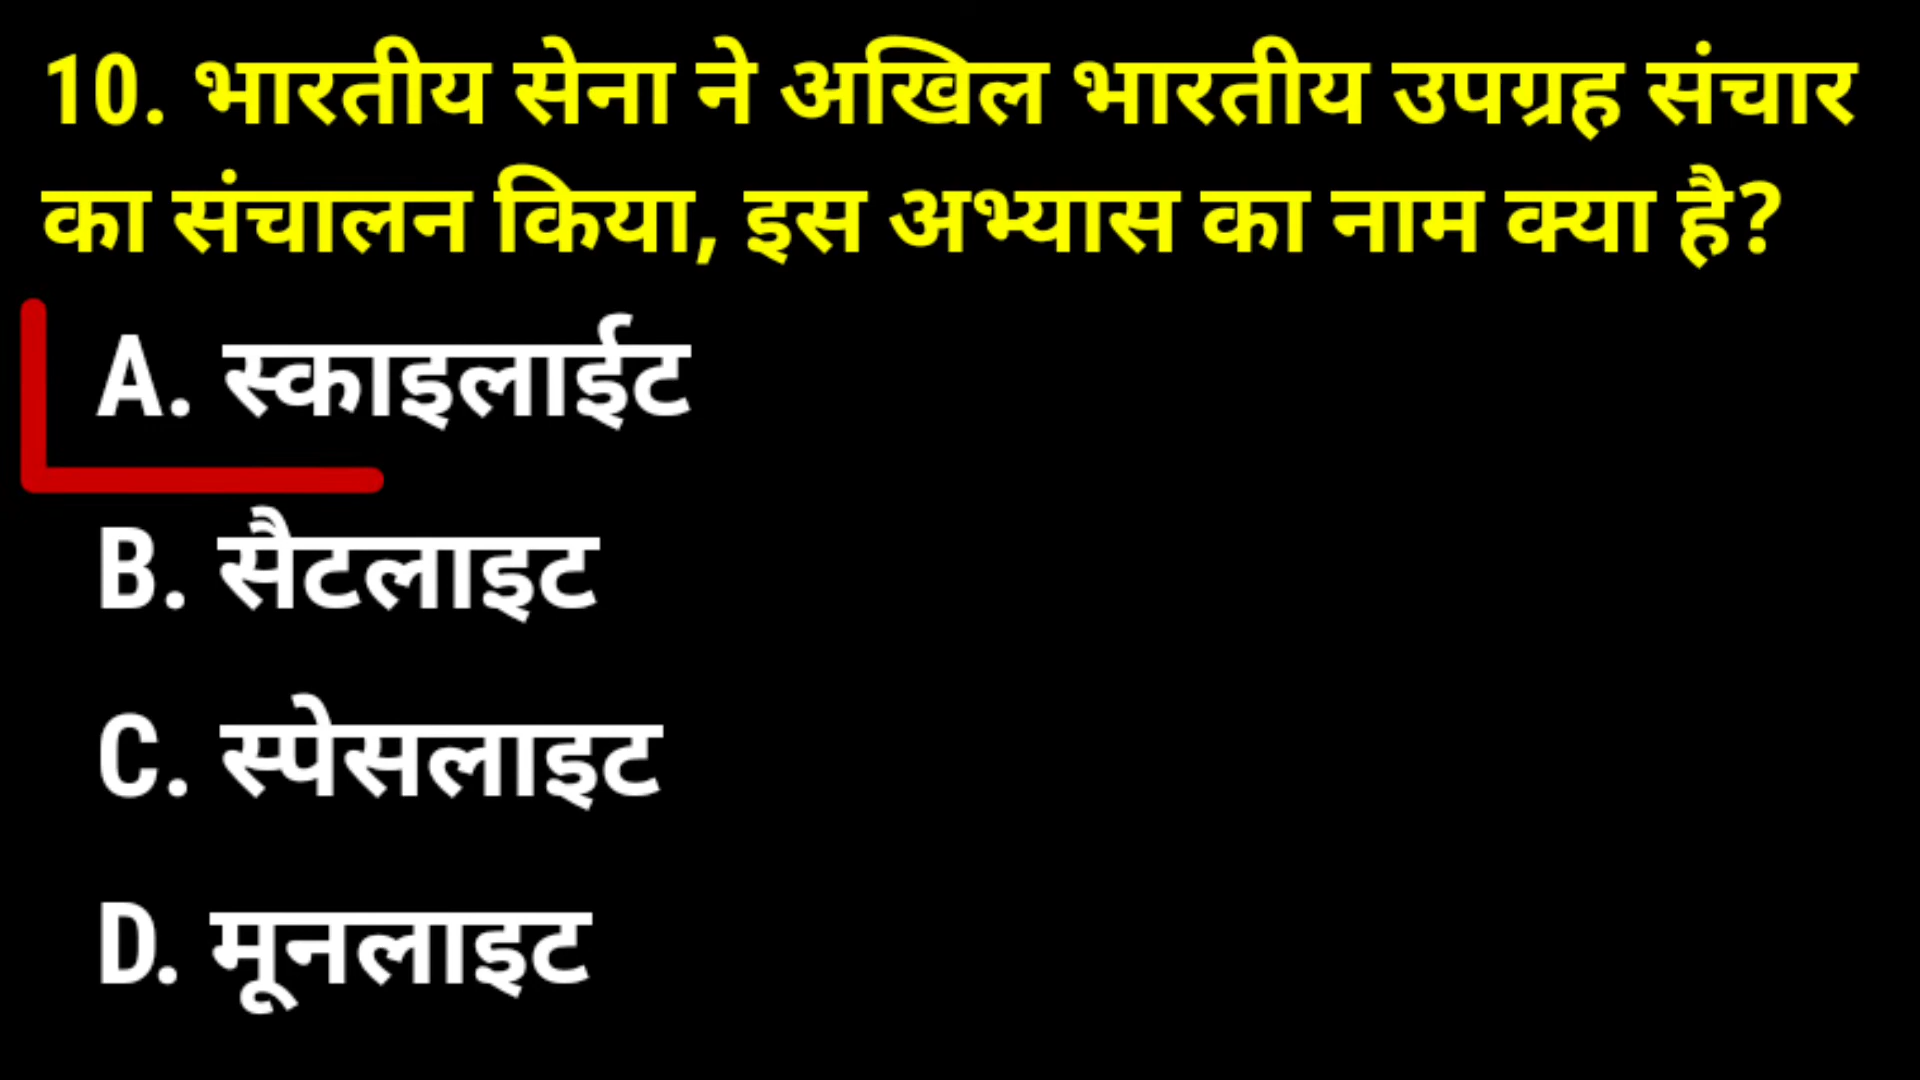 10. भारतीय सेना ने अखिल भारतीय उपग्रह संचार
का संचालन किया, इस अभ्यास का नाम क्या है?
A. स्काइलाईट
B. सैटलाइट
C. स्पेसलाइट
D. मूनलाइट